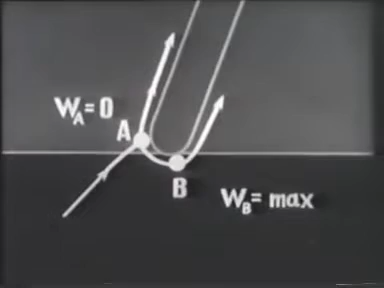 W_A = 0
A
B
W_B = max